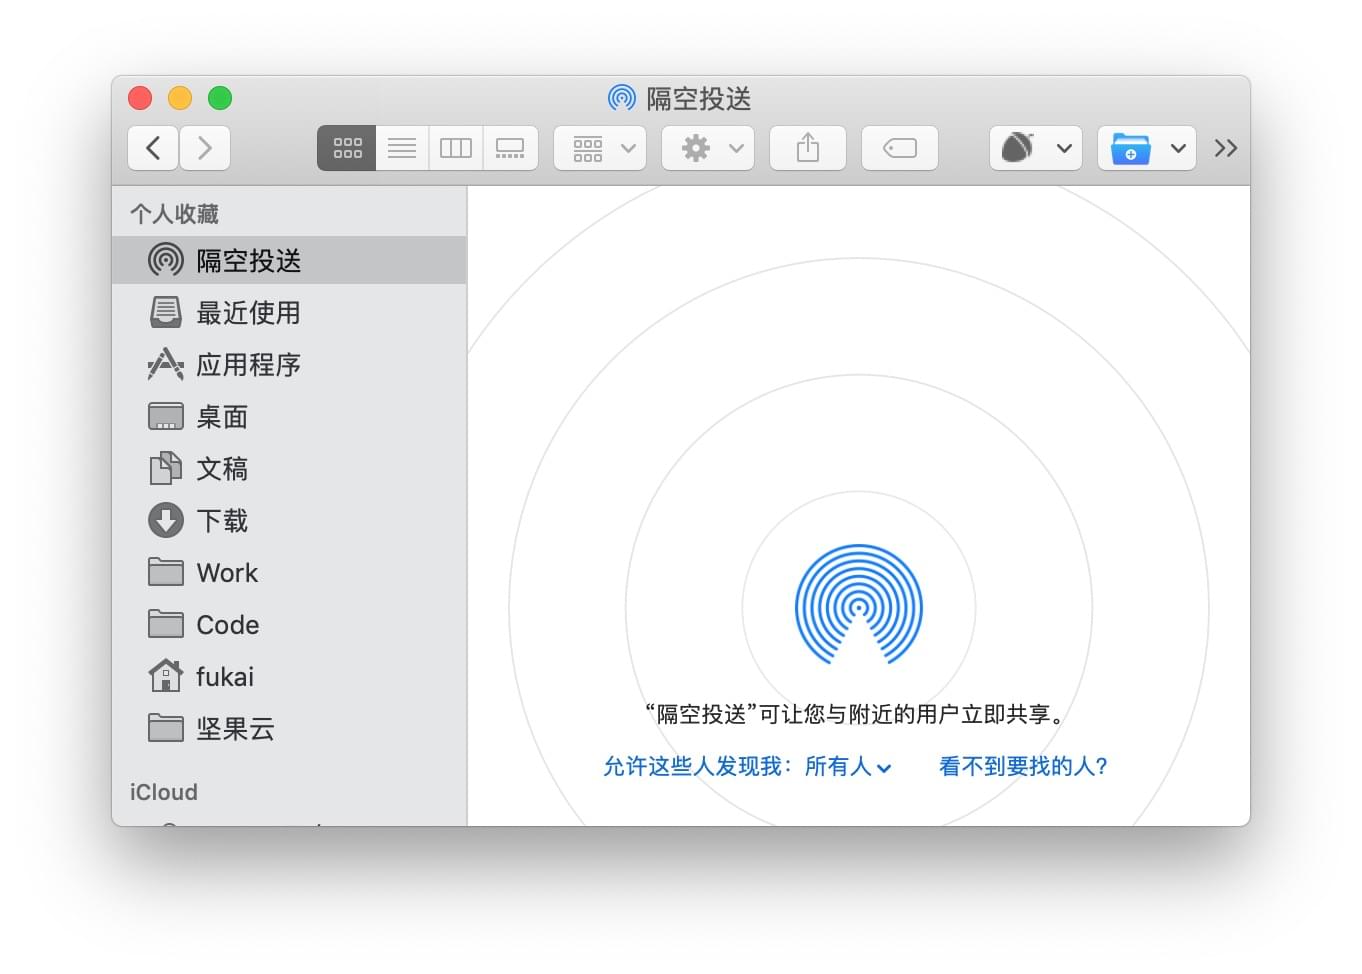 隔空投送
个人收藏
隔空投送
最近使用
应用程序
桌面
文稿
下载
Work
Code
fukai
坚果云
iCloud
“隔空投送”可让您与附近的用户立即共享。
允许这些人发现我：所有人
看不到要找的人?